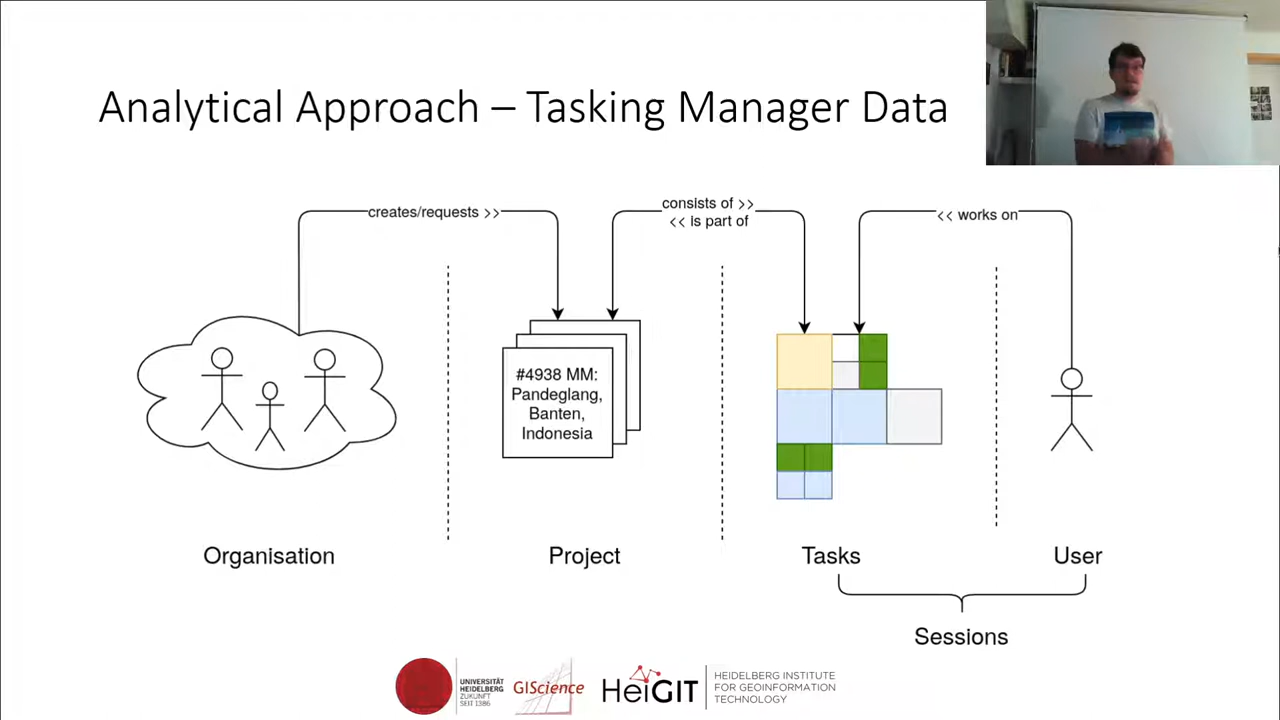 Analytical Approach – Tasking Manager Data
creates/requests >>
consists of >>
<< is part of
<< works on
#4938 MM:
Pandeglang,
Banten,
Indonesia
Organisation
Project
Tasks
User
Sessions
UNIVERSITÄT
HEIDELBERG
ZUKUNFT
SEIT 1386
GIScience
HeiGIT
HEIDELBERG INSTITUTE
FOR GEOINFORMATION
TECHNOLOGY